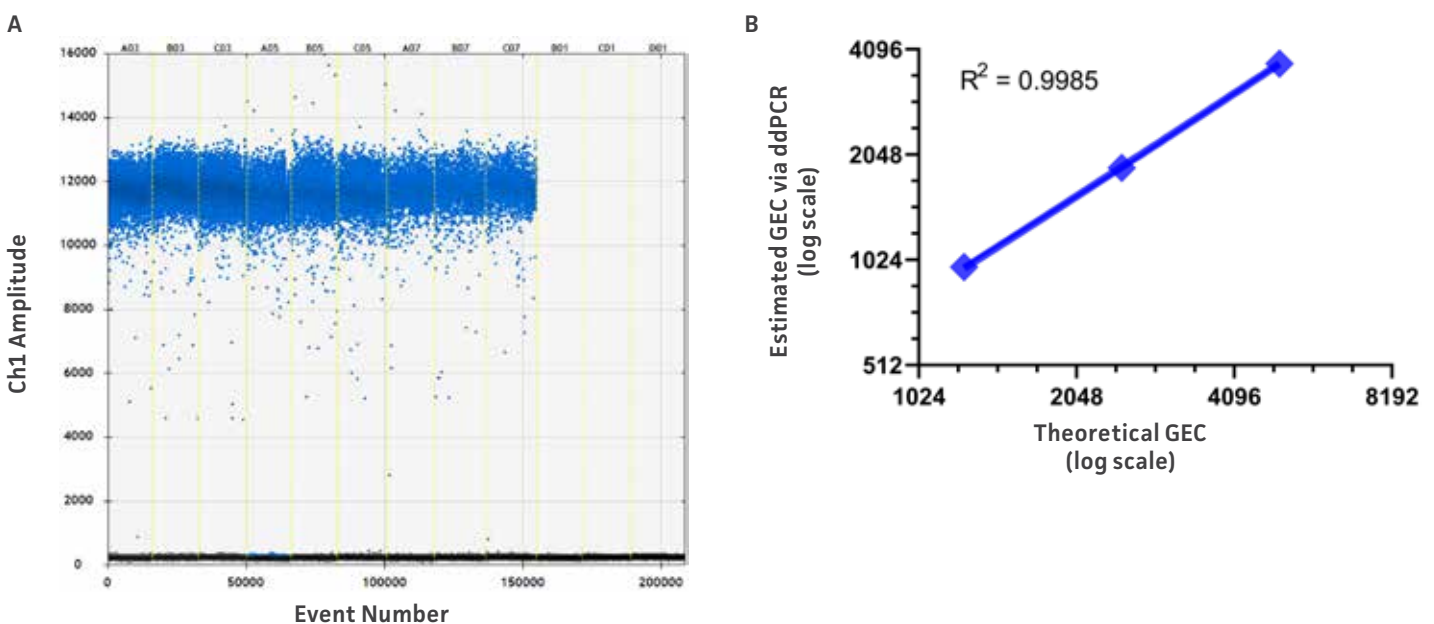 A
A03 B03 C03 A05 B05 C05 A07 B07 C07 B01 C01 D01
16000
14000
12000
10000
8000
6000
4000
2000
0
0 50000 100000 150000 200000
Ch1 Amplitude
Event Number
B
4096
2048
1024
512
R² = 0.9985
1024 2048 4096 8192
Estimated GEC via ddPCR
(log scale)
Theoretical GEC
(log scale)